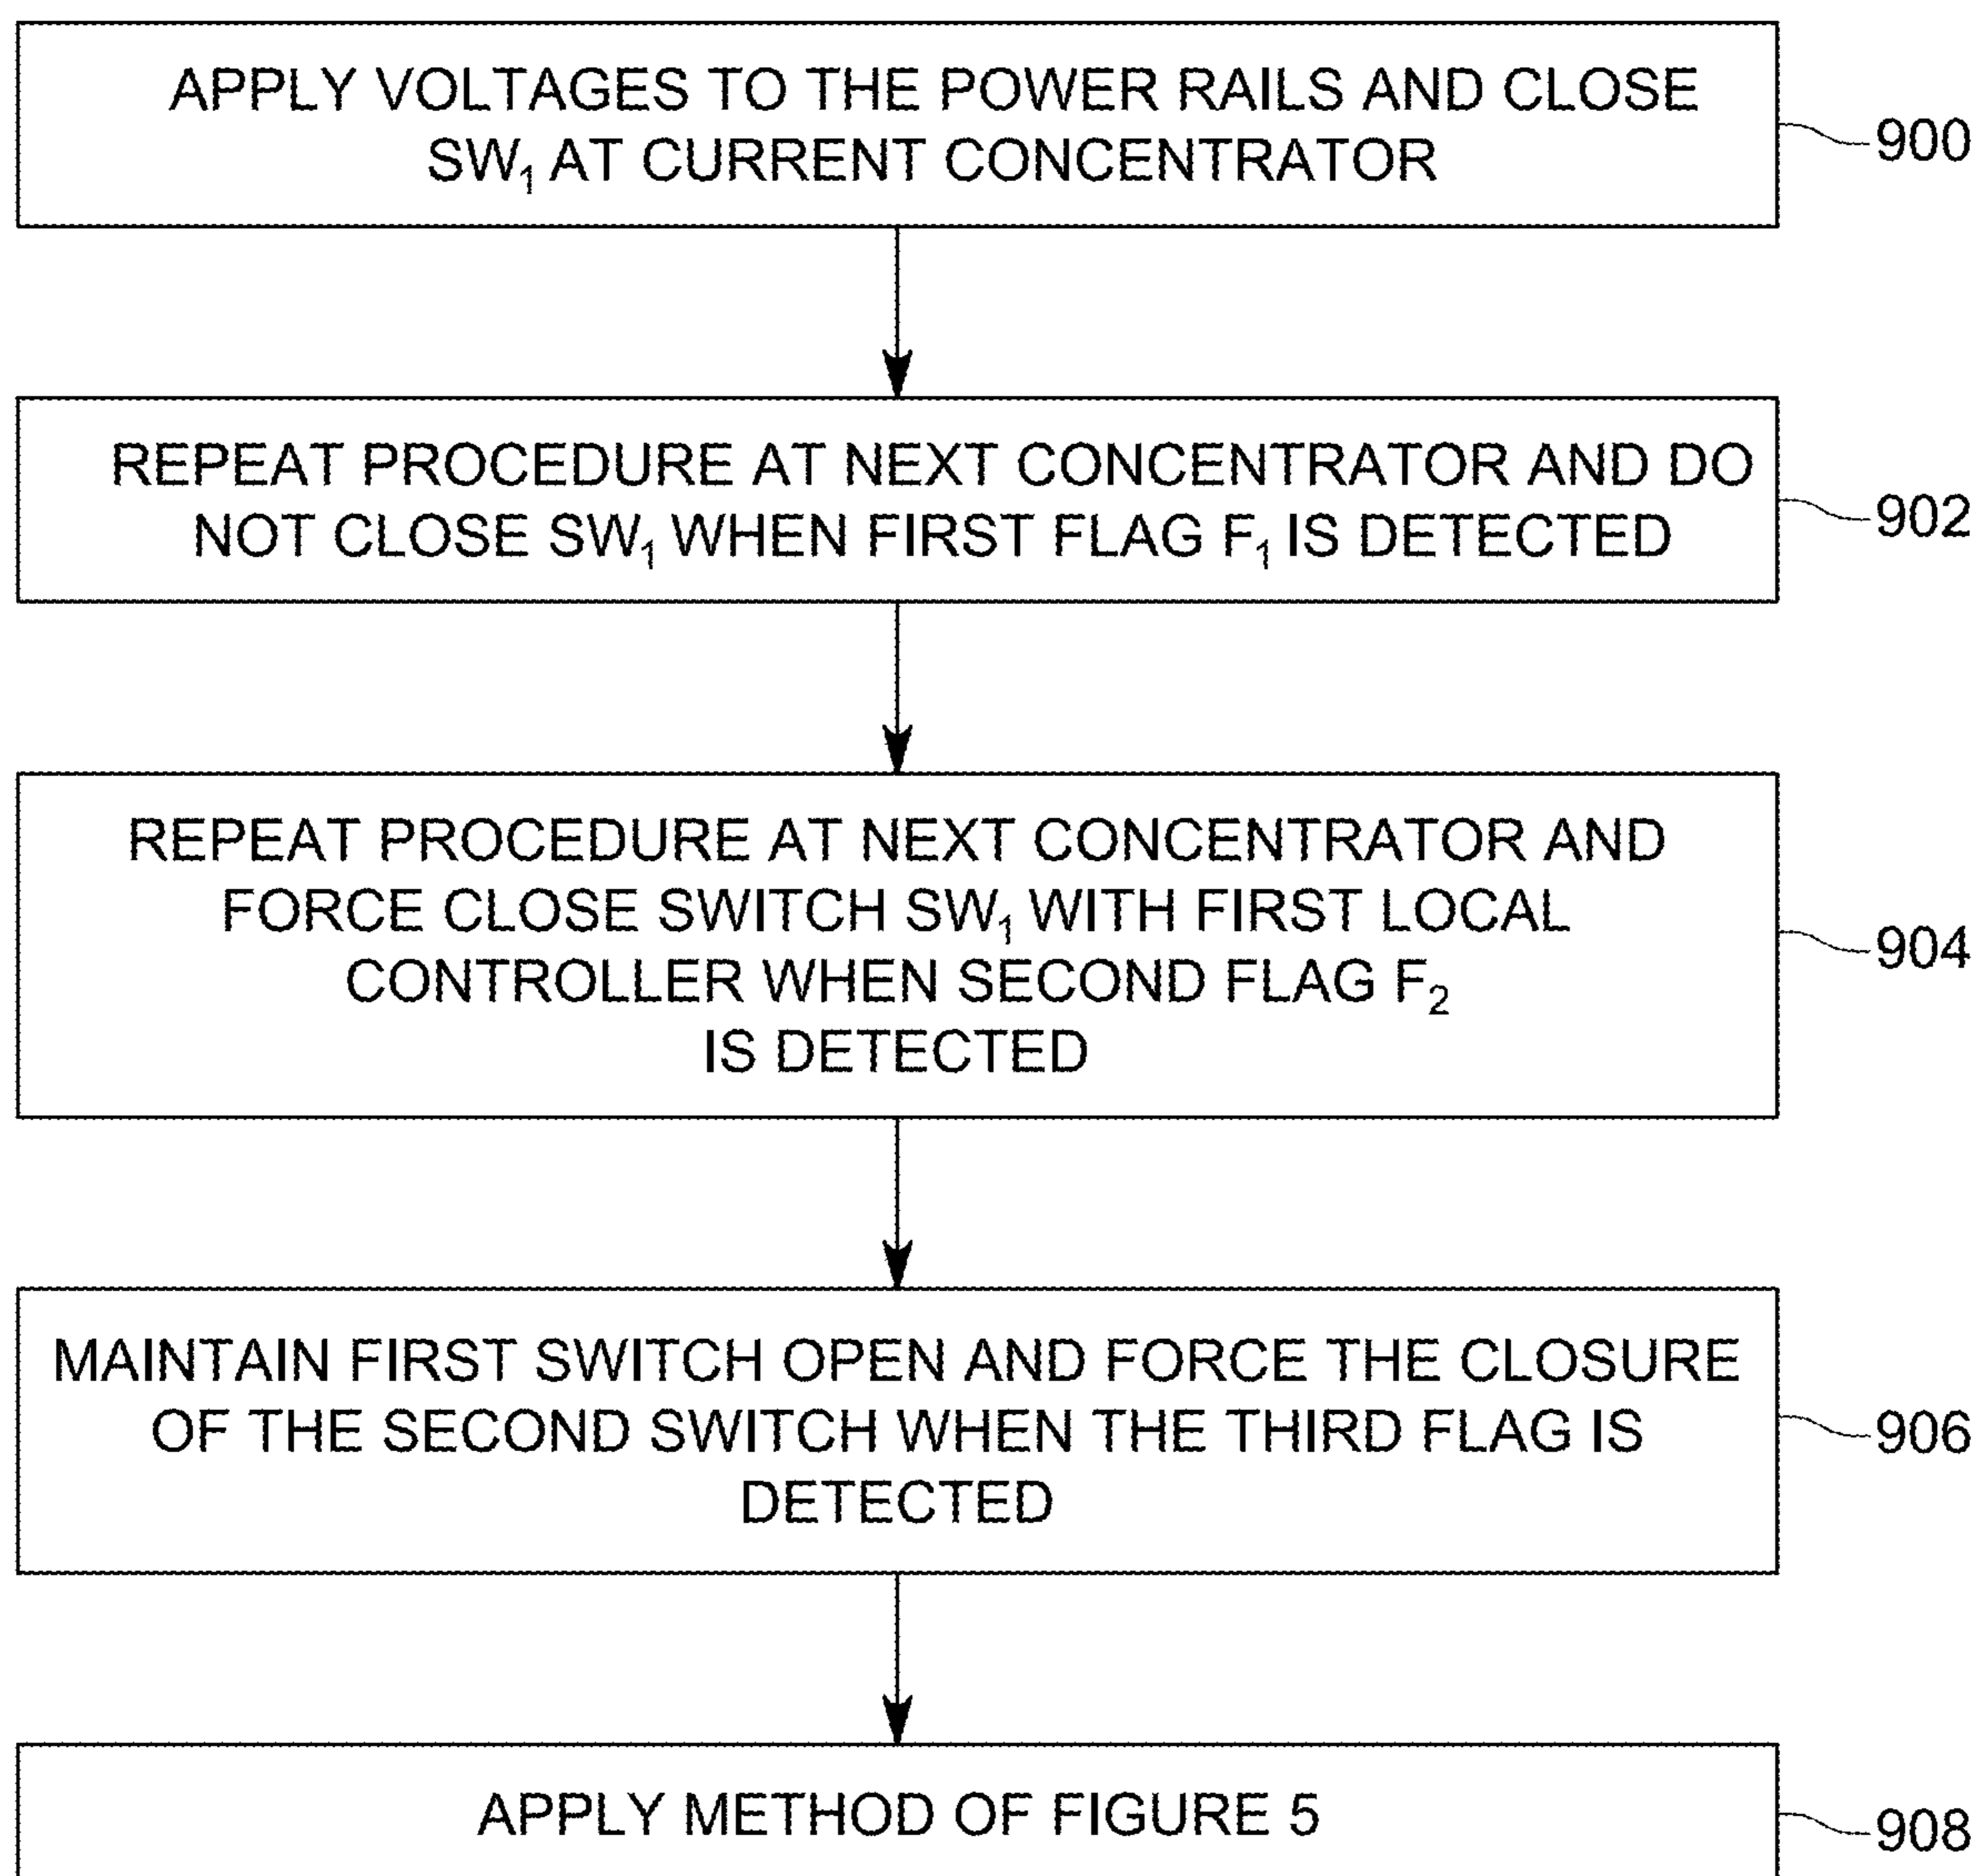 APPLY VOLTAGES TO THE POWER RAILS AND CLOSE
SW₁ AT CURRENT CONCENTRATOR
900
REPEAT PROCEDURE AT NEXT CONCENTRATOR AND DO
NOT CLOSE SW₁ WHEN FIRST FLAG F₁ IS DETECTED
902
REPEAT PROCEDURE AT NEXT CONCENTRATOR AND
FORCE CLOSE SWITCH SW₁ WITH FIRST LOCAL
CONTROLLER WHEN SECOND FLAG F₂
IS DETECTED
904
MAINTAIN FIRST SWITCH OPEN AND FORCE THE CLOSURE
OF THE SECOND SWITCH WHEN THE THIRD FLAG IS
DETECTED
906
APPLY METHOD OF FIGURE 5
908